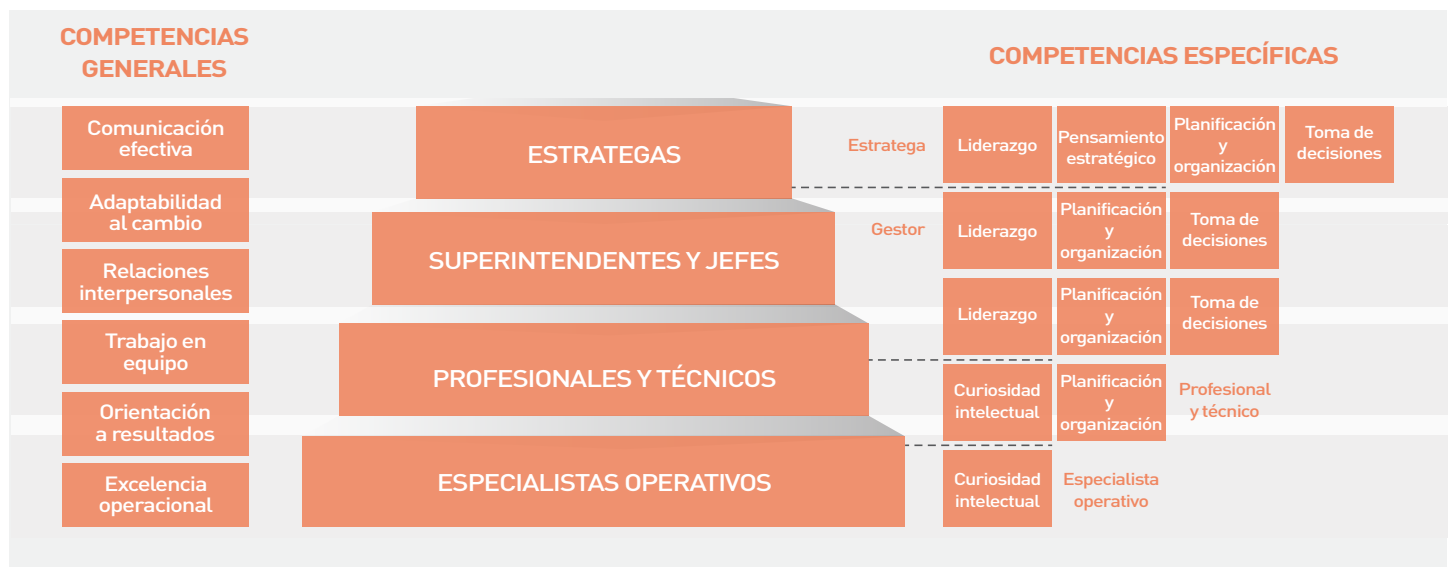 COMPETENCIAS
GENERALES
Comunicación
efectiva
Adaptabilidad
al cambio
Relaciones
interpersonales
Trabajo en
equipo
Orientación
a resultados
Excelencia
operacional
ESTRATEGAS
SUPERINTENDENTES Y JEFES
PROFESIONALES Y TÉCNICOS
ESPECIALISTAS OPERATIVOS
COMPETENCIAS ESPECÍFICAS
Estratega
Liderazgo
Pensamiento
estratégico
Planificación
y
organización
Toma de
decisiones
Gestor
Liderazgo
Planificación
y
organización
Toma de
decisiones
Liderazgo
Planificación
y
organización
Toma de
decisiones
Curiosidad
intelectual
Planificación
y
organización
Profesional
y técnico
Curiosidad
intelectual
Especialista
operativo